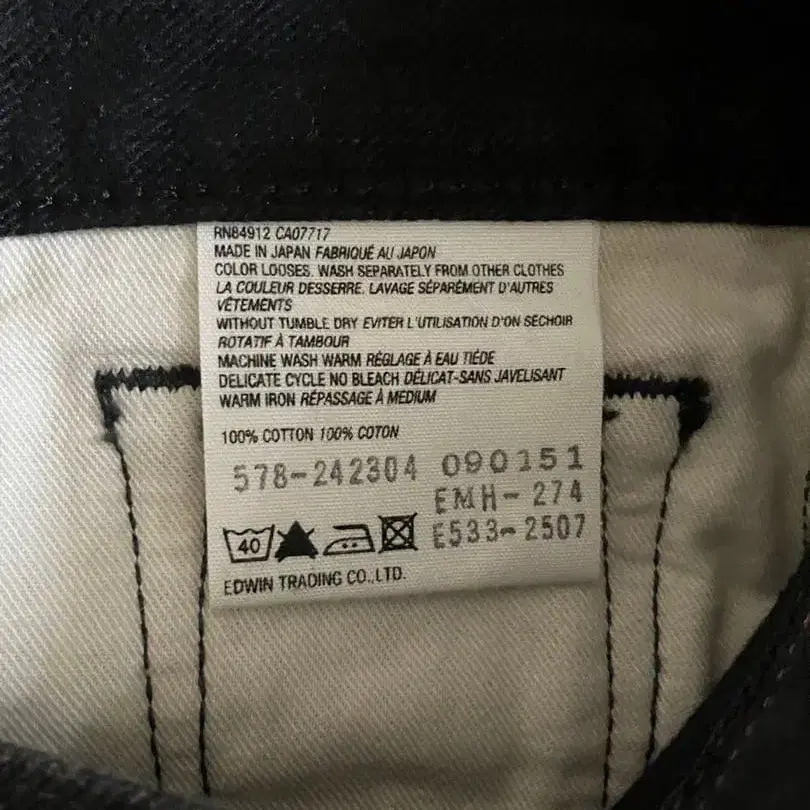 RN84912 CA07717
MADE IN JAPAN FABRIQUÉ AU JAPON
COLOR LOOSES. WASH SEPARATELY FROM OTHER CLOTHES
LA COULEUR DESSERRE. LAVAGE SÉPARÉMENT D'AUTRES
VÊTEMENTS
WITHOUT TUMBLE DRY EVITER L'UTILISATION D'ON SECHOIR
ROTATIF À TAMBOUR
MACHINE WASH WARM RÉGLAGE À EAU TIÈDE
DELICATE CYCLE NO BLEACH DÉLICAT-SANS JAVELISANT
WARM IRON RÉPASSAGE À MEDIUM
100% COTTON 100% COTON
578-242304 090151
EMH-274
40 E533-2507
EDWIN TRADING CO.,LTD.